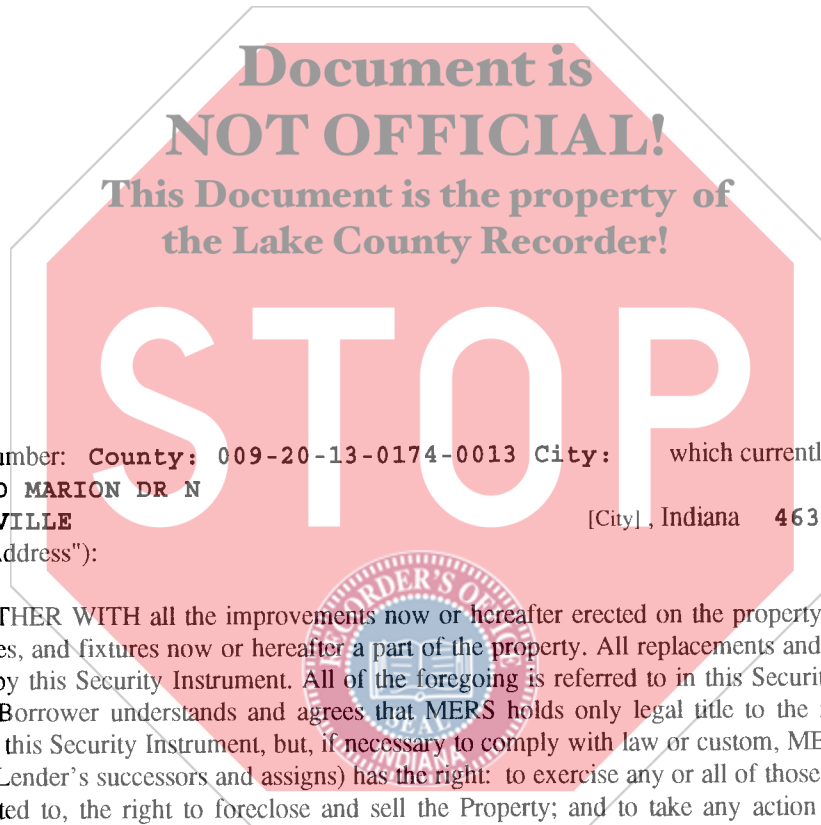 Document is
NOT OFFICIAL!
This Document is the property of
the Lake County Recorder!
STOP
umber: County: 009-20-13-0174-0013 City: which currentl
O MARION DR N
VILLE [City] , Indiana 463
Address"):
THER WITH all the improvements now or hereafter erected on the property
es, and fixtures now or hereafter a part of the property. All replacements and
by this Security Instrument. All of the foregoing is referred to in this Securit
Borrower understands and agrees that MERS holds only legal title to the
this Security Instrument, but, if necessary to comply with law or custom, ME
Lender's successors and assigns) has the right: to exercise any or all of those
ted to, the right to foreclose and sell the Property; and to take any action
RECORDER'S OFFICE
SEAL
INDIANA